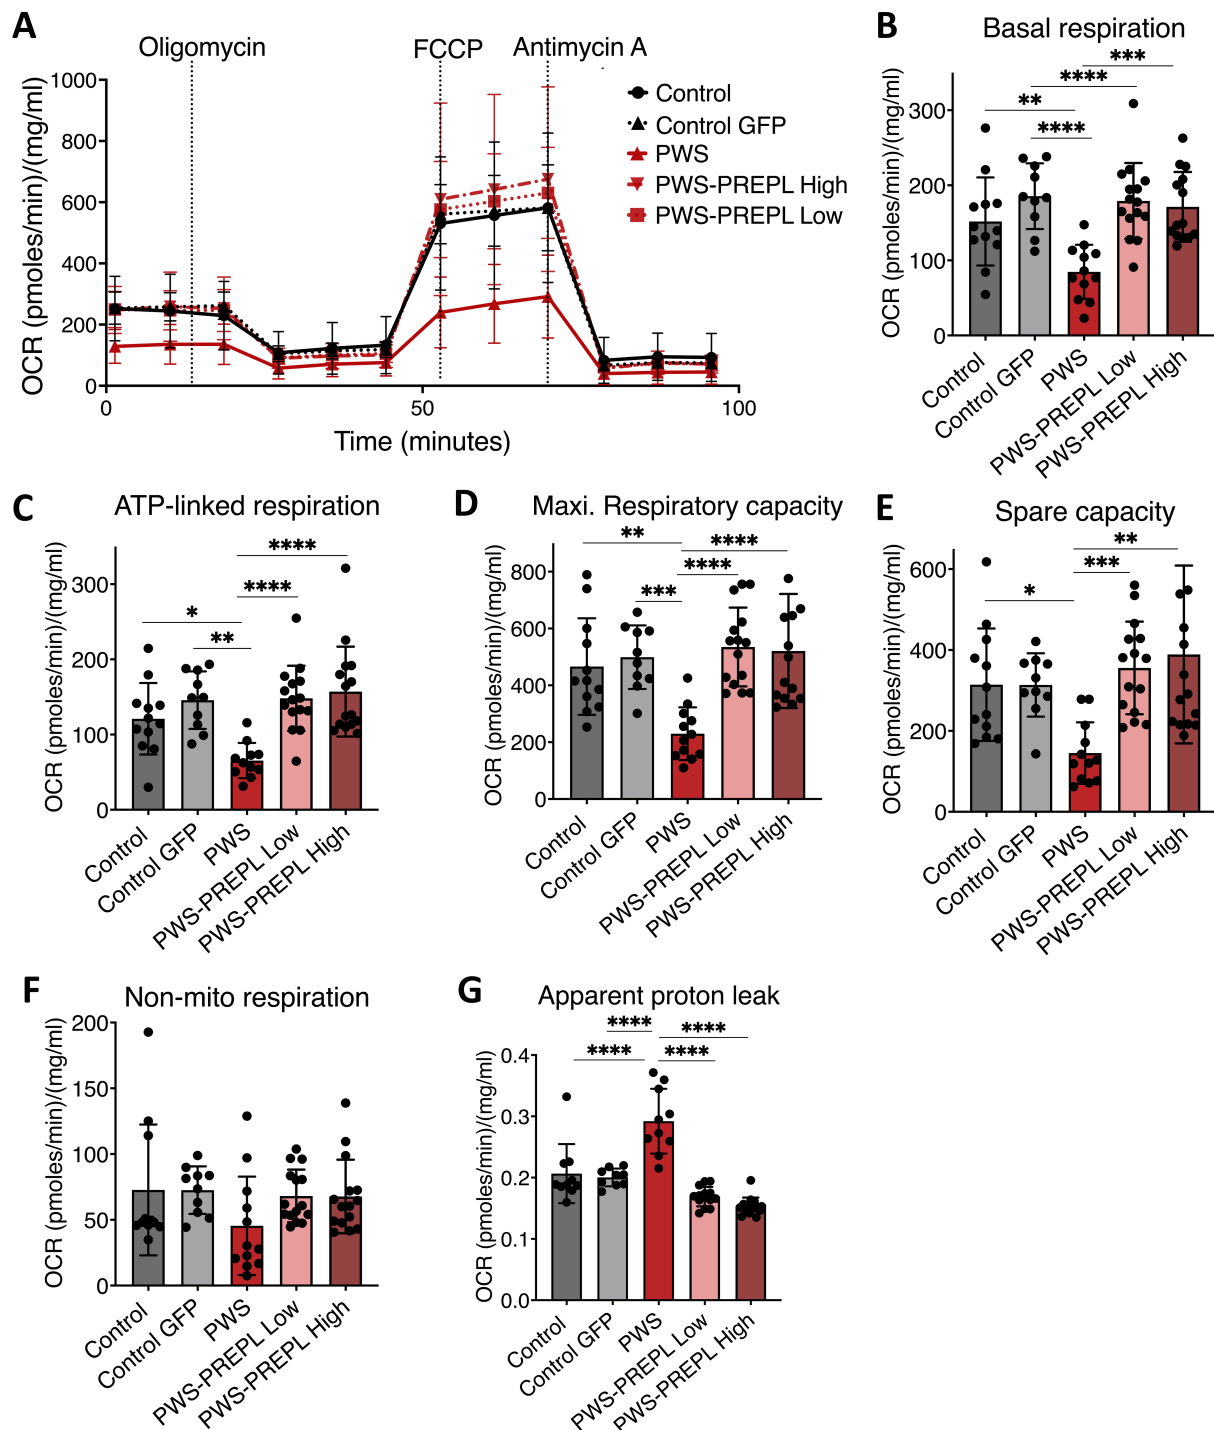 A
Oligomycin
FCCP
Antimycin A
OCR (pmoles/min)/(mg/ml)
1000
800
600
400
200
0
0
50
100
Time (minutes)
Control
Control GFP
PWS
PWS-PREPL High
PWS-PREPL Low
B
Basal respiration
***
****
**
****
OCR (pmoles/min)/(mg/ml)
300
200
100
0
Control
Control GFP
PWS
PWS-PREPL Low
PWS-PREPL High
C
ATP-linked respiration
****
****
*
**
OCR (pmoles/min)/(mg/ml)
300
200
100
0
Control
Control GFP
PWS
PWS-PREPL Low
PWS-PREPL High
D
Maxi. Respiratory capacity
**
****
****
***
OCR (pmoles/min)/(mg/ml)
800
600
400
200
0
Control
Control GFP
PWS
PWS-PREPL Low
PWS-PREPL High
E
Spare capacity
**
***
*
OCR (pmoles/min)/(mg/ml)
600
400
200
0
Control
Control GFP
PWS
PWS-PREPL Low
PWS-PREPL High
F
Non-mito respiration
OCR (pmoles/min)/(mg/ml)
200
150
100
50
0
Control
Control GFP
PWS
PWS-PREPL Low
PWS-PREPL High
G
Apparent proton leak
****
****
****
****
OCR (pmoles/min)/(mg/ml)
0.4
0.3
0.2
0.1
0.0
Control
Control GFP
PWS
PWS-PREPL Low
PWS-PREPL High